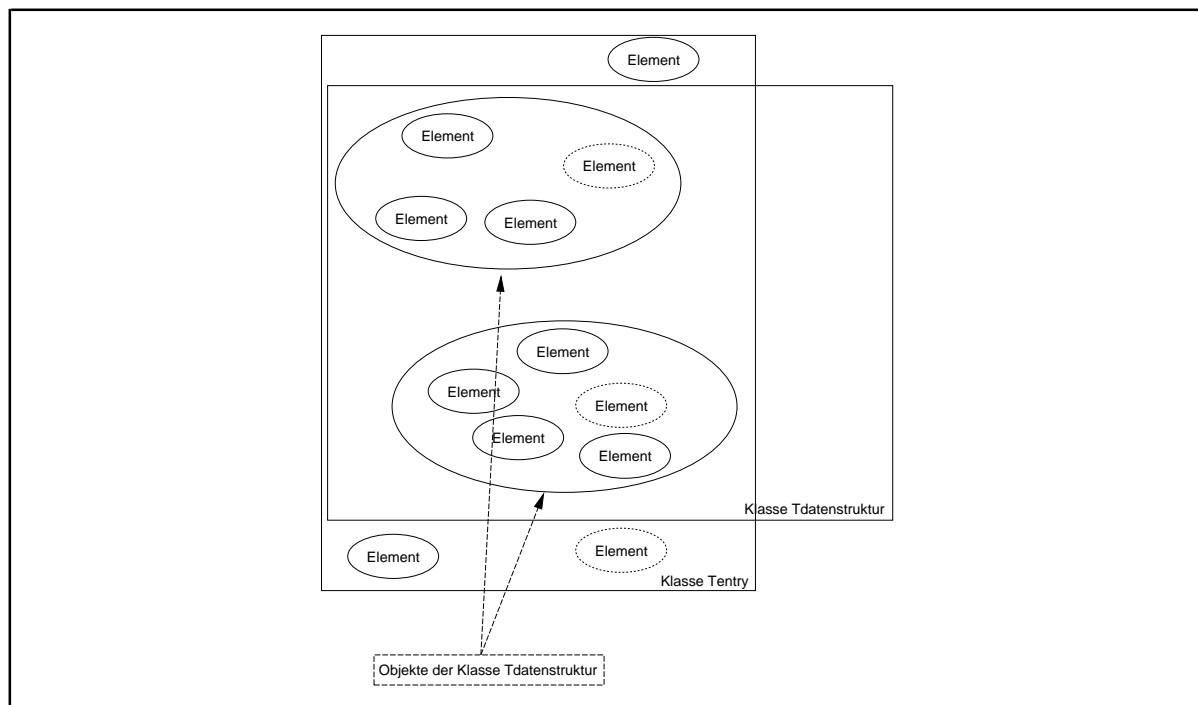 Element
Element
Element
Element
Element
Element
Element
Element
Element
Element
Klasse Tdatenstruktur
Element
Element
Klasse Tentry
Objekte der Klasse Tdatenstruktur